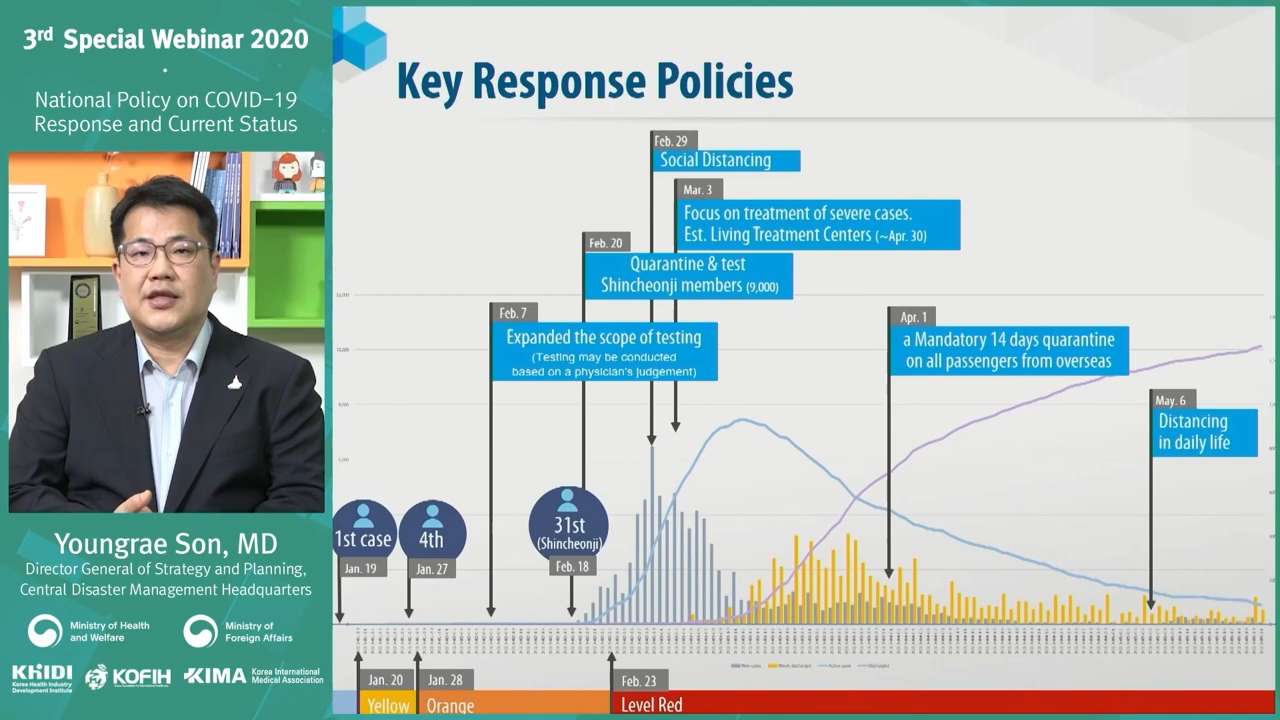 3rd Special Webinar 2020
National Policy on COVID-19
Response and Current Status
Youngrae Son, MD
Director General of Strategy and Planning,
Central Disaster Management Headquarters
Ministry of Health
and Welfare
Ministry of
Foreign Affairs
KHIDI
Korea Health Industry
Development Institute
KOFIH
KIMA
Korea International
Medical Association
Key Response Policies
Feb. 29
Social Distancing
Mar. 3
Focus on treatment of severe cases.
Est. Living Treatment Centers (~Apr. 30)
Feb. 20
Quarantine & test
Shincheonji members (9,000)
Feb. 7
Expanded the scope of testing
(Testing may be conducted
based on a physician's judgement)
Apr. 1
a Mandatory 14 days quarantine
on all passengers from overseas
May. 6
Distancing
in daily life
1st case
Jan. 19
4th
Jan. 27
31st
(Shincheonji)
Feb. 18
Jan. 20
Yellow
Jan. 28
Orange
Feb. 23
Level Red